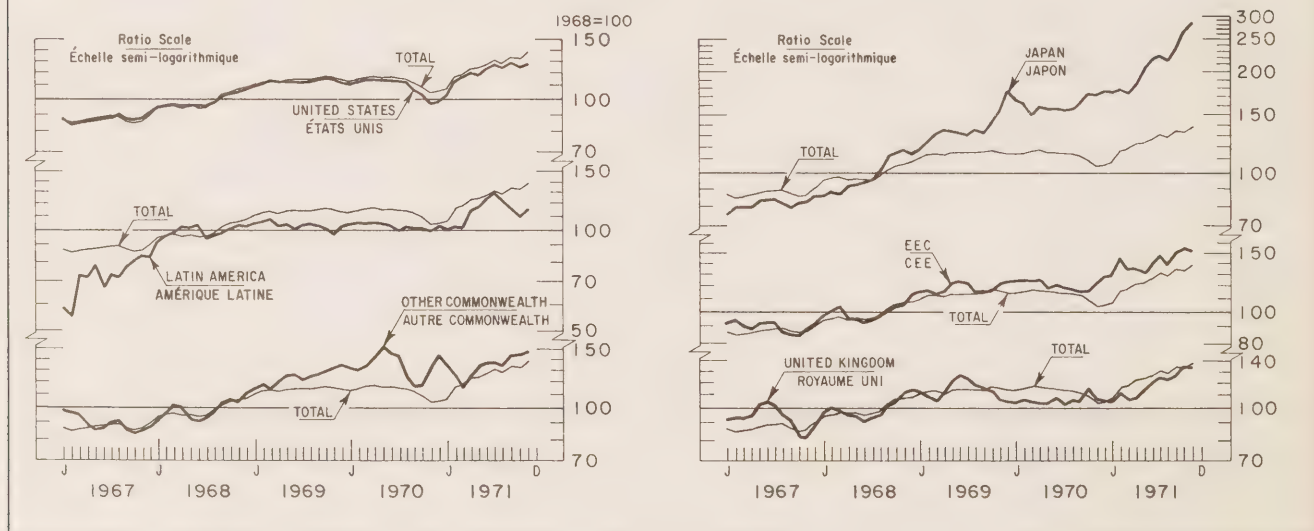 1968=100
Ratio Scale
Échelle semi-logarithmique
TOTAL
UNITED STATES
ÉTATS UNIS
150
100
70
TOTAL
LATIN AMERICA
AMÉRIQUE LATINE
150
100
70
50
OTHER COMMONWEALTH
AUTRE COMMONWEALTH
TOTAL
150
100
70
J J J J J D
1967 1968 1969 1970 1971
Ratio Scale
Échelle semi-logarithmique
JAPAN
JAPON
TOTAL
300
250
200
150
100
70
EEC
CEE
TOTAL
150
100
80
UNITED KINGDOM
ROYAUME UNI
TOTAL
140
100
70
J J J J J D
1967 1968 1969 1970 1971